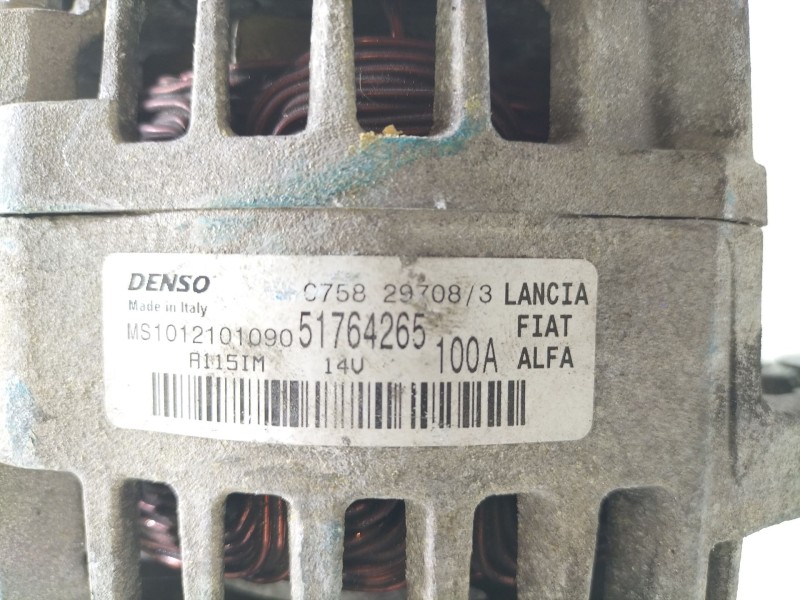 DENSO C758 29708/3 LANCIA
Made in Italy
MS1012101090 51764265 FIAT
A115IM 14V 100A ALFA